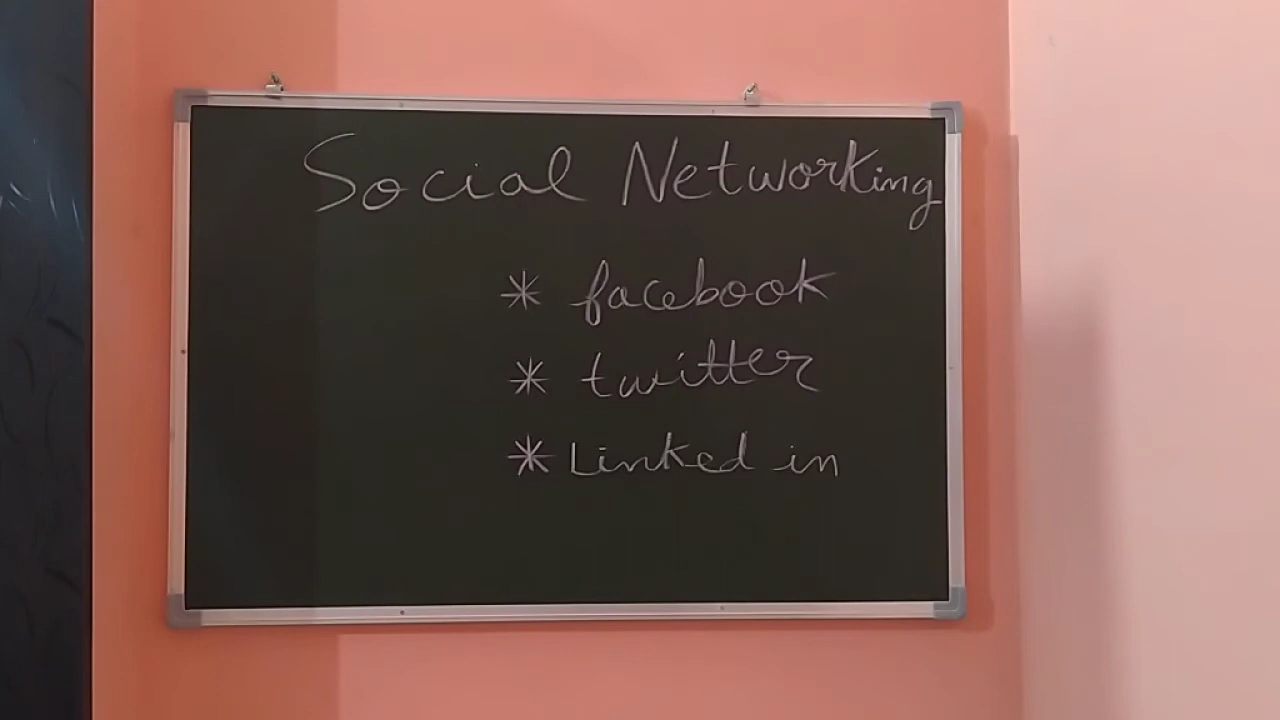 Social Networking
* facebook
* twitter
* Linked in